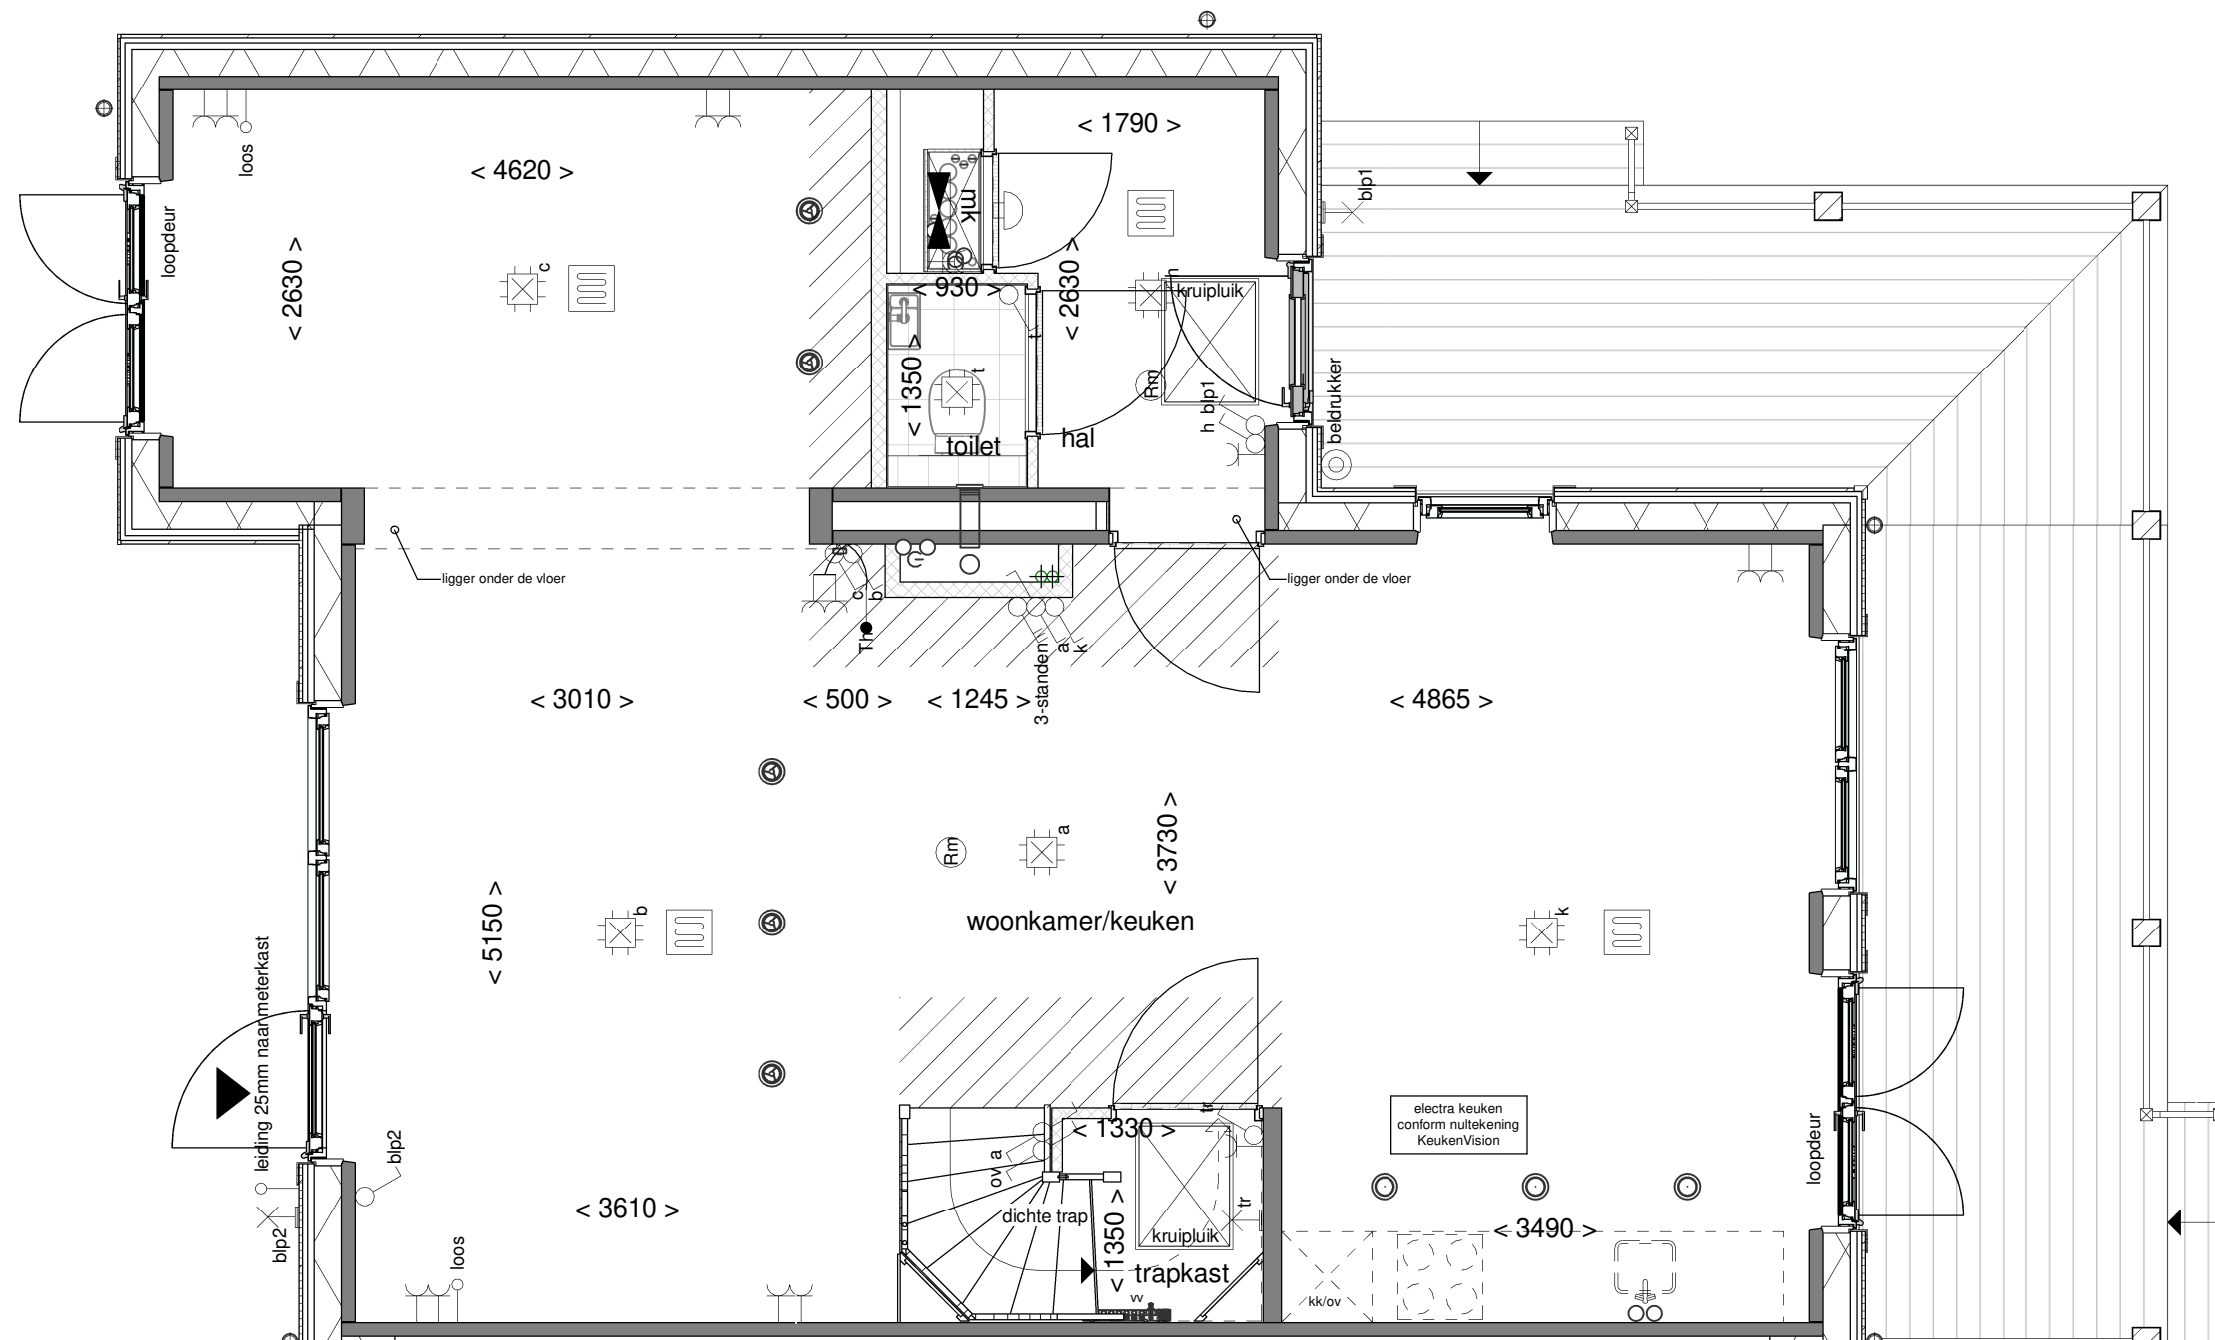 < 1790 >
loos
< 4620 >
blp1
mk
loopdeur
< 2630 >
c
< 930 >
< 2630 >
h
kruipluik
t
< 1350 >
t
Rm
h blp1
beldrukker
toilet
hal
ligger onder de vloer
c
b
Th
ligger onder de vloer
3-standen
a
k
< 3010 >
< 500 >
< 1245 >
< 4865 >
Rm
a
< 3730 >
< 5150 >
b
woonkamer/keuken
k
leiding 25mm naar meterkast
blp2
blp2
loos
< 3610 >
tr
< 1330 >
ov a
dichte trap
< 1350 >
kruipluik
tr
trapkast
vv
electra keuken
conform nultekening
KeukenVision
loopdeur
< 3490 >
kk/ov